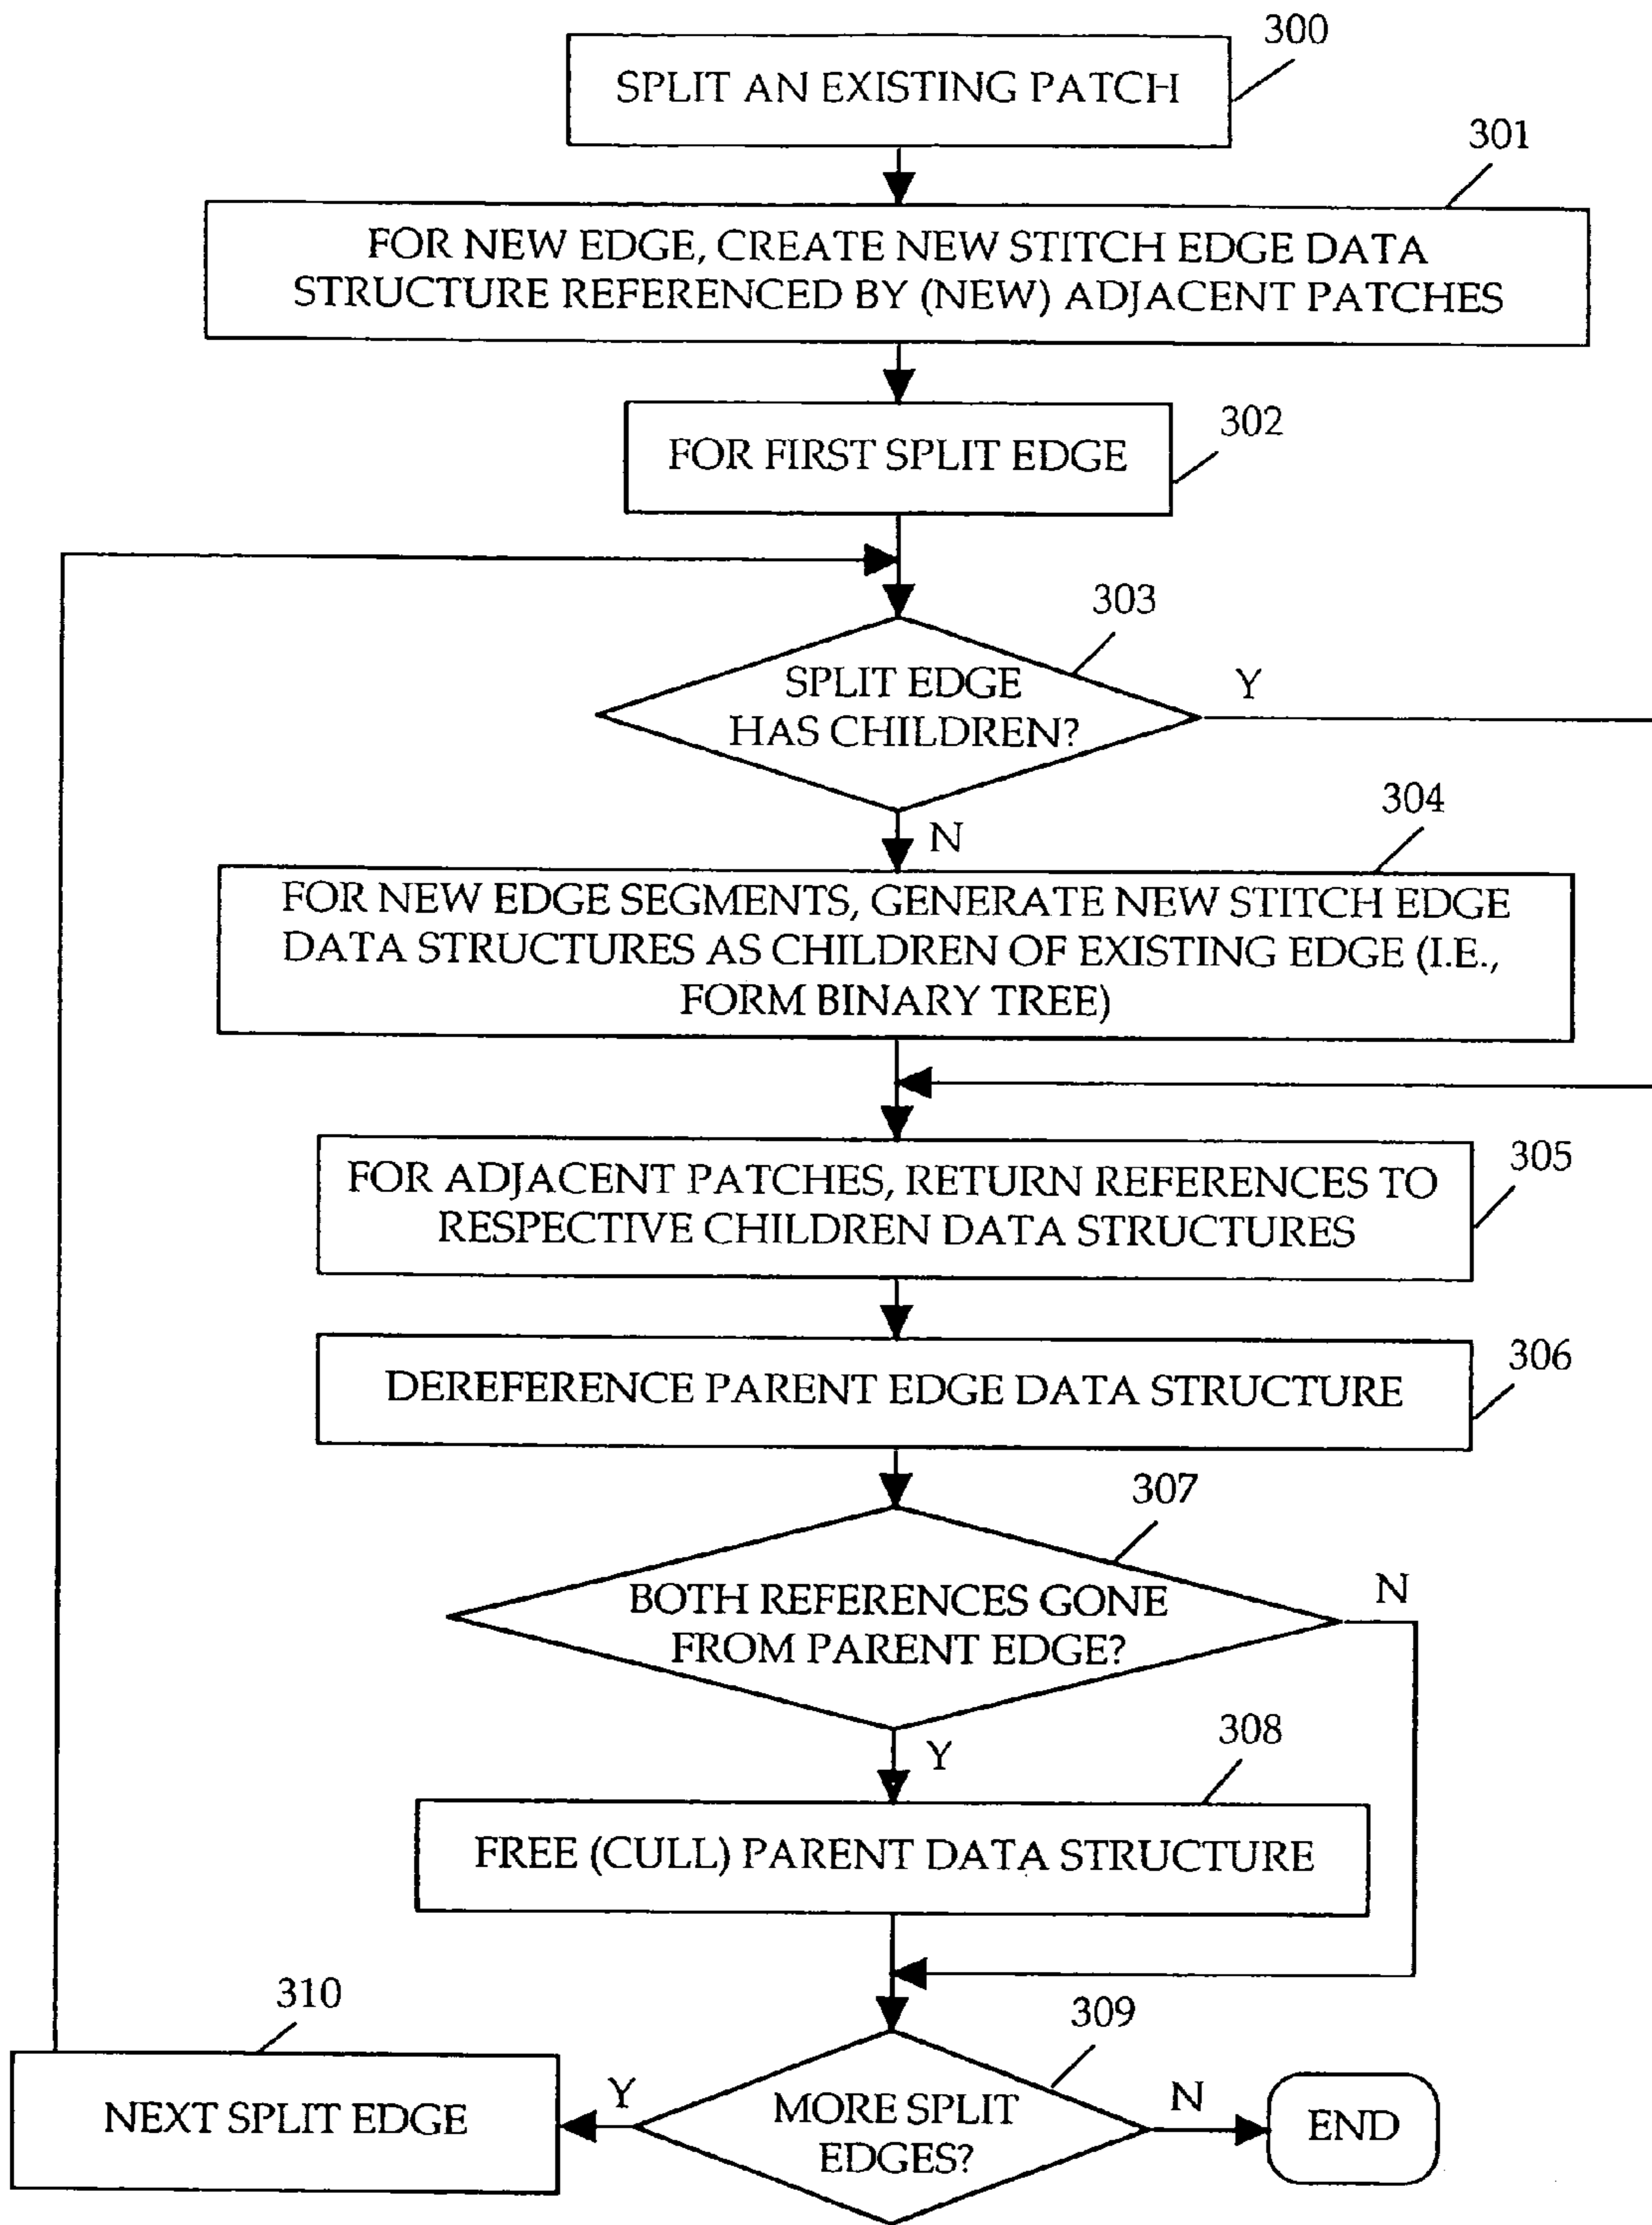 300
SPLIT AN EXISTING PATCH
301
FOR NEW EDGE, CREATE NEW STITCH EDGE DATA
STRUCTURE REFERENCED BY (NEW) ADJACENT PATCHES
302
FOR FIRST SPLIT EDGE
303
SPLIT EDGE
HAS CHILDREN?
Y
N
304
FOR NEW EDGE SEGMENTS, GENERATE NEW STITCH EDGE
DATA STRUCTURES AS CHILDREN OF EXISTING EDGE (I.E.,
FORM BINARY TREE)
305
FOR ADJACENT PATCHES, RETURN REFERENCES TO
RESPECTIVE CHILDREN DATA STRUCTURES
306
DEREFERENCE PARENT EDGE DATA STRUCTURE
307
BOTH REFERENCES GONE
FROM PARENT EDGE?
N
Y
308
FREE (CULL) PARENT DATA STRUCTURE
309
MORE SPLIT
EDGES?
Y
N
310
NEXT SPLIT EDGE
END